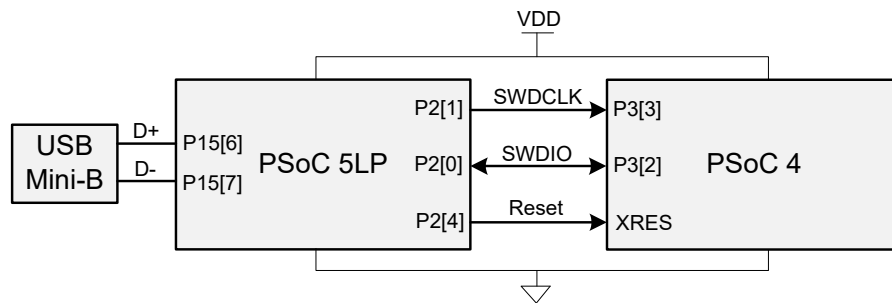 VDD
USB
Mini-B
D+
D-
P15[6]
P15[7]
PSoC 5LP
P2[1]
P2[0]
P2[4]
SWDCLK
SWDIO
Reset
P3[3]
P3[2]
XRES
PSoC 4